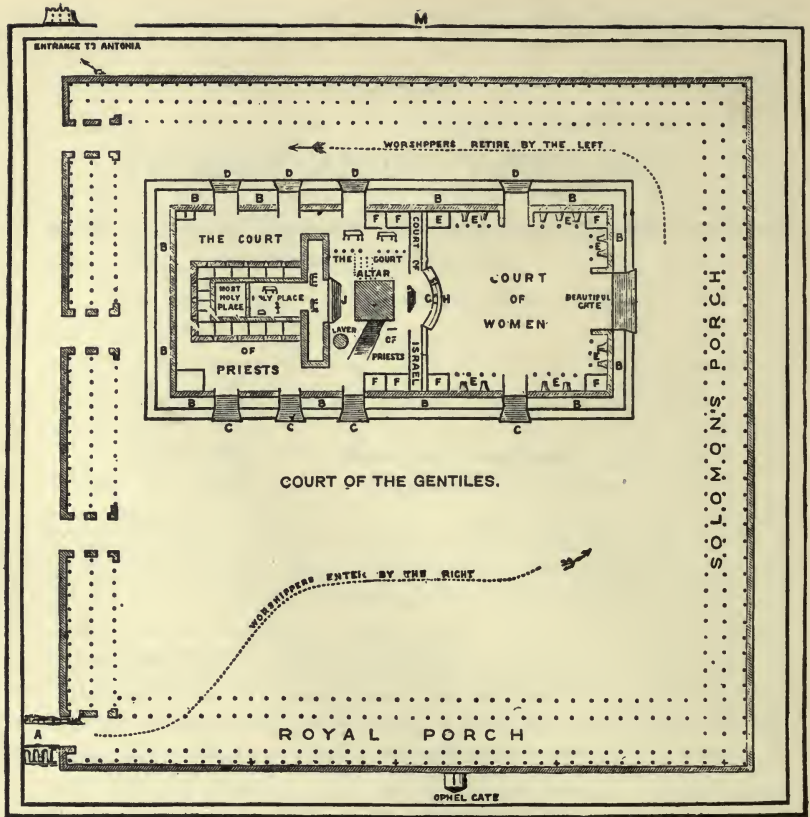 M
ENTRANCE TO ANTONIA
WORSHIPPERS RETIRE BY THE LEFT
D D D D
B B B B
F F E E F
THE COURT
COURT OF ISRAEL
B
B
E
THE COURT
ALTAR
MOST HOLY PLACE
HOLY PLACE
J
G H
COURT
OF
WOMEN
BEAUTIFUL GATE
LAVER
OF
PRIESTS
OF
PRIESTS
B
B
E
F F F E E F
B B B B
C C C C
SOLOMON'S PORCH
COURT OF THE GENTILES.
WORSHIPPERS ENTER BY THE RIGHT
A
ROYAL PORCH
OPHEL GATE